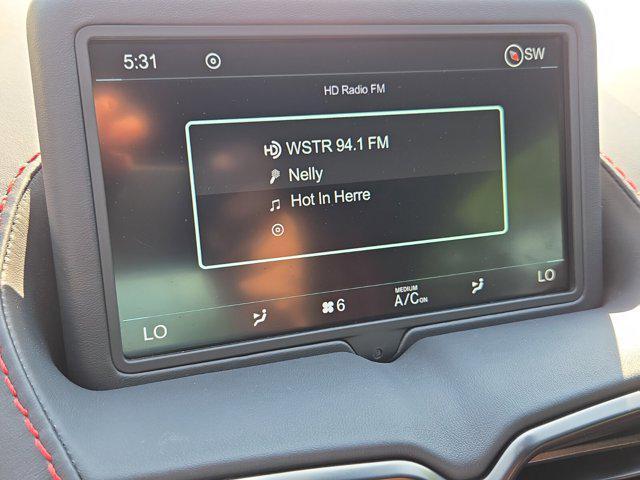 5:31
SW
HD Radio FM
HD WSTR 94.1 FM
Nelly
Hot In Herre
LO
6
MEDIUM
A/C ON
LO